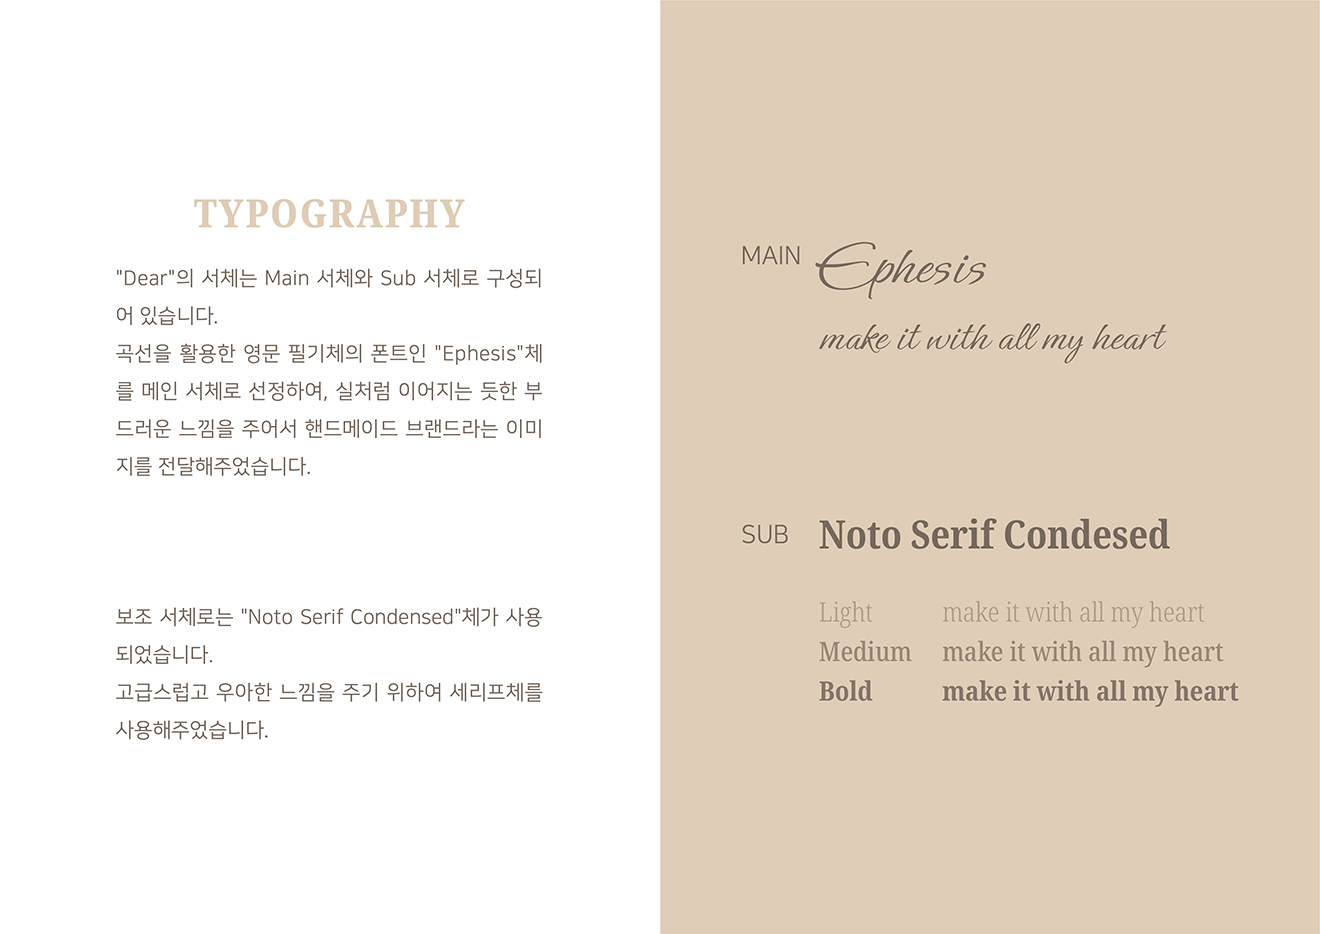 TYPOGRAPHY
"Dear"의 서체는 Main 서체와 Sub 서체로 구성되
어 있습니다.
곡선을 활용한 영문 필기체의 폰트인 "Ephesis"체
를 메인 서체로 선정하여, 실처럼 이어지는 듯한 부
드러운 느낌을 주어서 핸드메이드 브랜드라는 이미
지를 전달해주었습니다.
보조 서체로는 "Noto Serif Condensed"체가 사용
되었습니다.
고급스럽고 우아한 느낌을 주기 위하여 세리프체를
사용해주었습니다.
MAIN Ephesis
make it with all my heart
SUB Noto Serif Condesed
Light make it with all my heart
Medium make it with all my heart
Bold make it with all my heart